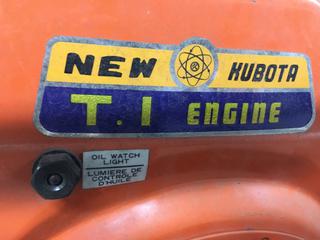 NEW KUBOTA
T.I ENGINE
OIL WATCH
LIGHT
LUMIERE DE
CONTROLE
D'HUILE